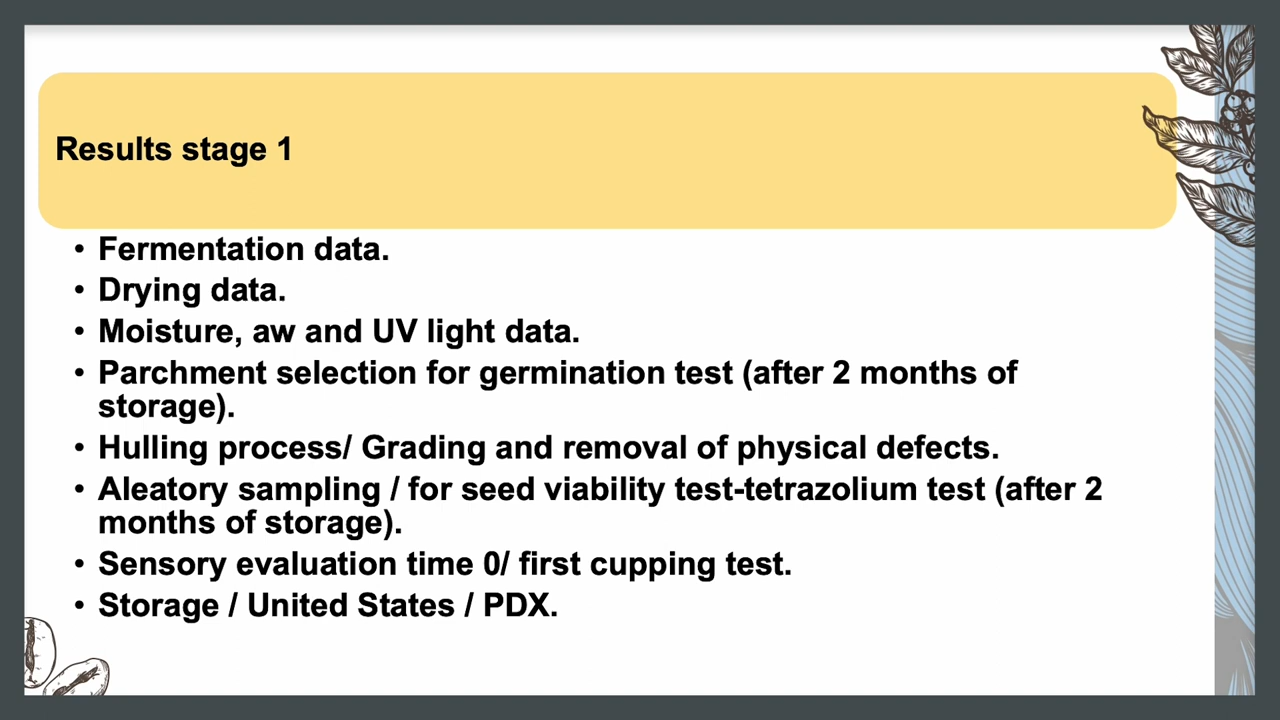 Results stage 1
• Fermentation data.
• Drying data.
• Moisture, aw and UV light data.
• Parchment selection for germination test (after 2 months of
storage).
• Hulling process/ Grading and removal of physical defects.
• Aleatory sampling / for seed viability test-tetrazolium test (after 2
months of storage).
• Sensory evaluation time 0/ first cupping test.
• Storage / United States / PDX.